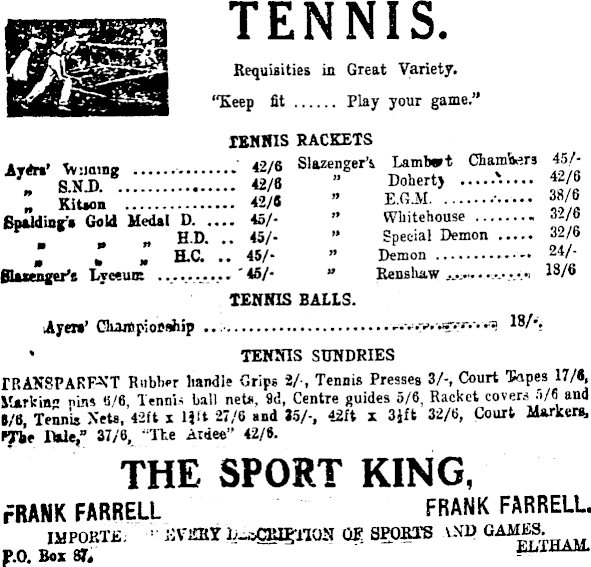 TENNIS.
Requisities in Great Variety.
"Keep fit ...... Play your game."
TENNIS RACKETS
Ayers' Wilding ............. 42/6 Slazenger's Lambert Chambers 45/-
„ S.N.D. ............... 42/6 " Doherty ......... 42/6
„ Kitson ............... 42/6 " E.G.M. ............ 38/6
Spalding's Gold Medal D. .... 45/- " Whitehouse ........ 32/6
„ „ „ H.D. .. 45/- " Special Demon ..... 32/6
„ „ „ H.C. .. 45/- " Demon ............. 24/-
Slazenger's Lyceum .......... 45/- " Renshaw ........... 18/6
TENNIS BALLS.
Ayers' Championship ............................ 18/-.
TENNIS SUNDRIES
TRANSPARENT Rubber handle Grips 2/-, Tennis Presses 3/-, Court Tapes 17/6,
Marking pins 6/6, Tennis ball nets, 9d, Centre guides 5/6, Racket covers 5/6 and
8/6, Tennis Nets, 42ft x 42ft x 3½ft 32/6, Court Markers,
"The Dale," 37/6, "The Ardee" 42/6.
THE SPORT KING,
FRANK FARRELL FRANK FARRELL.
EVERY DESCRIPTION OF SPORTS AND GAMES.
P.O. Box 87. ELTHAM.